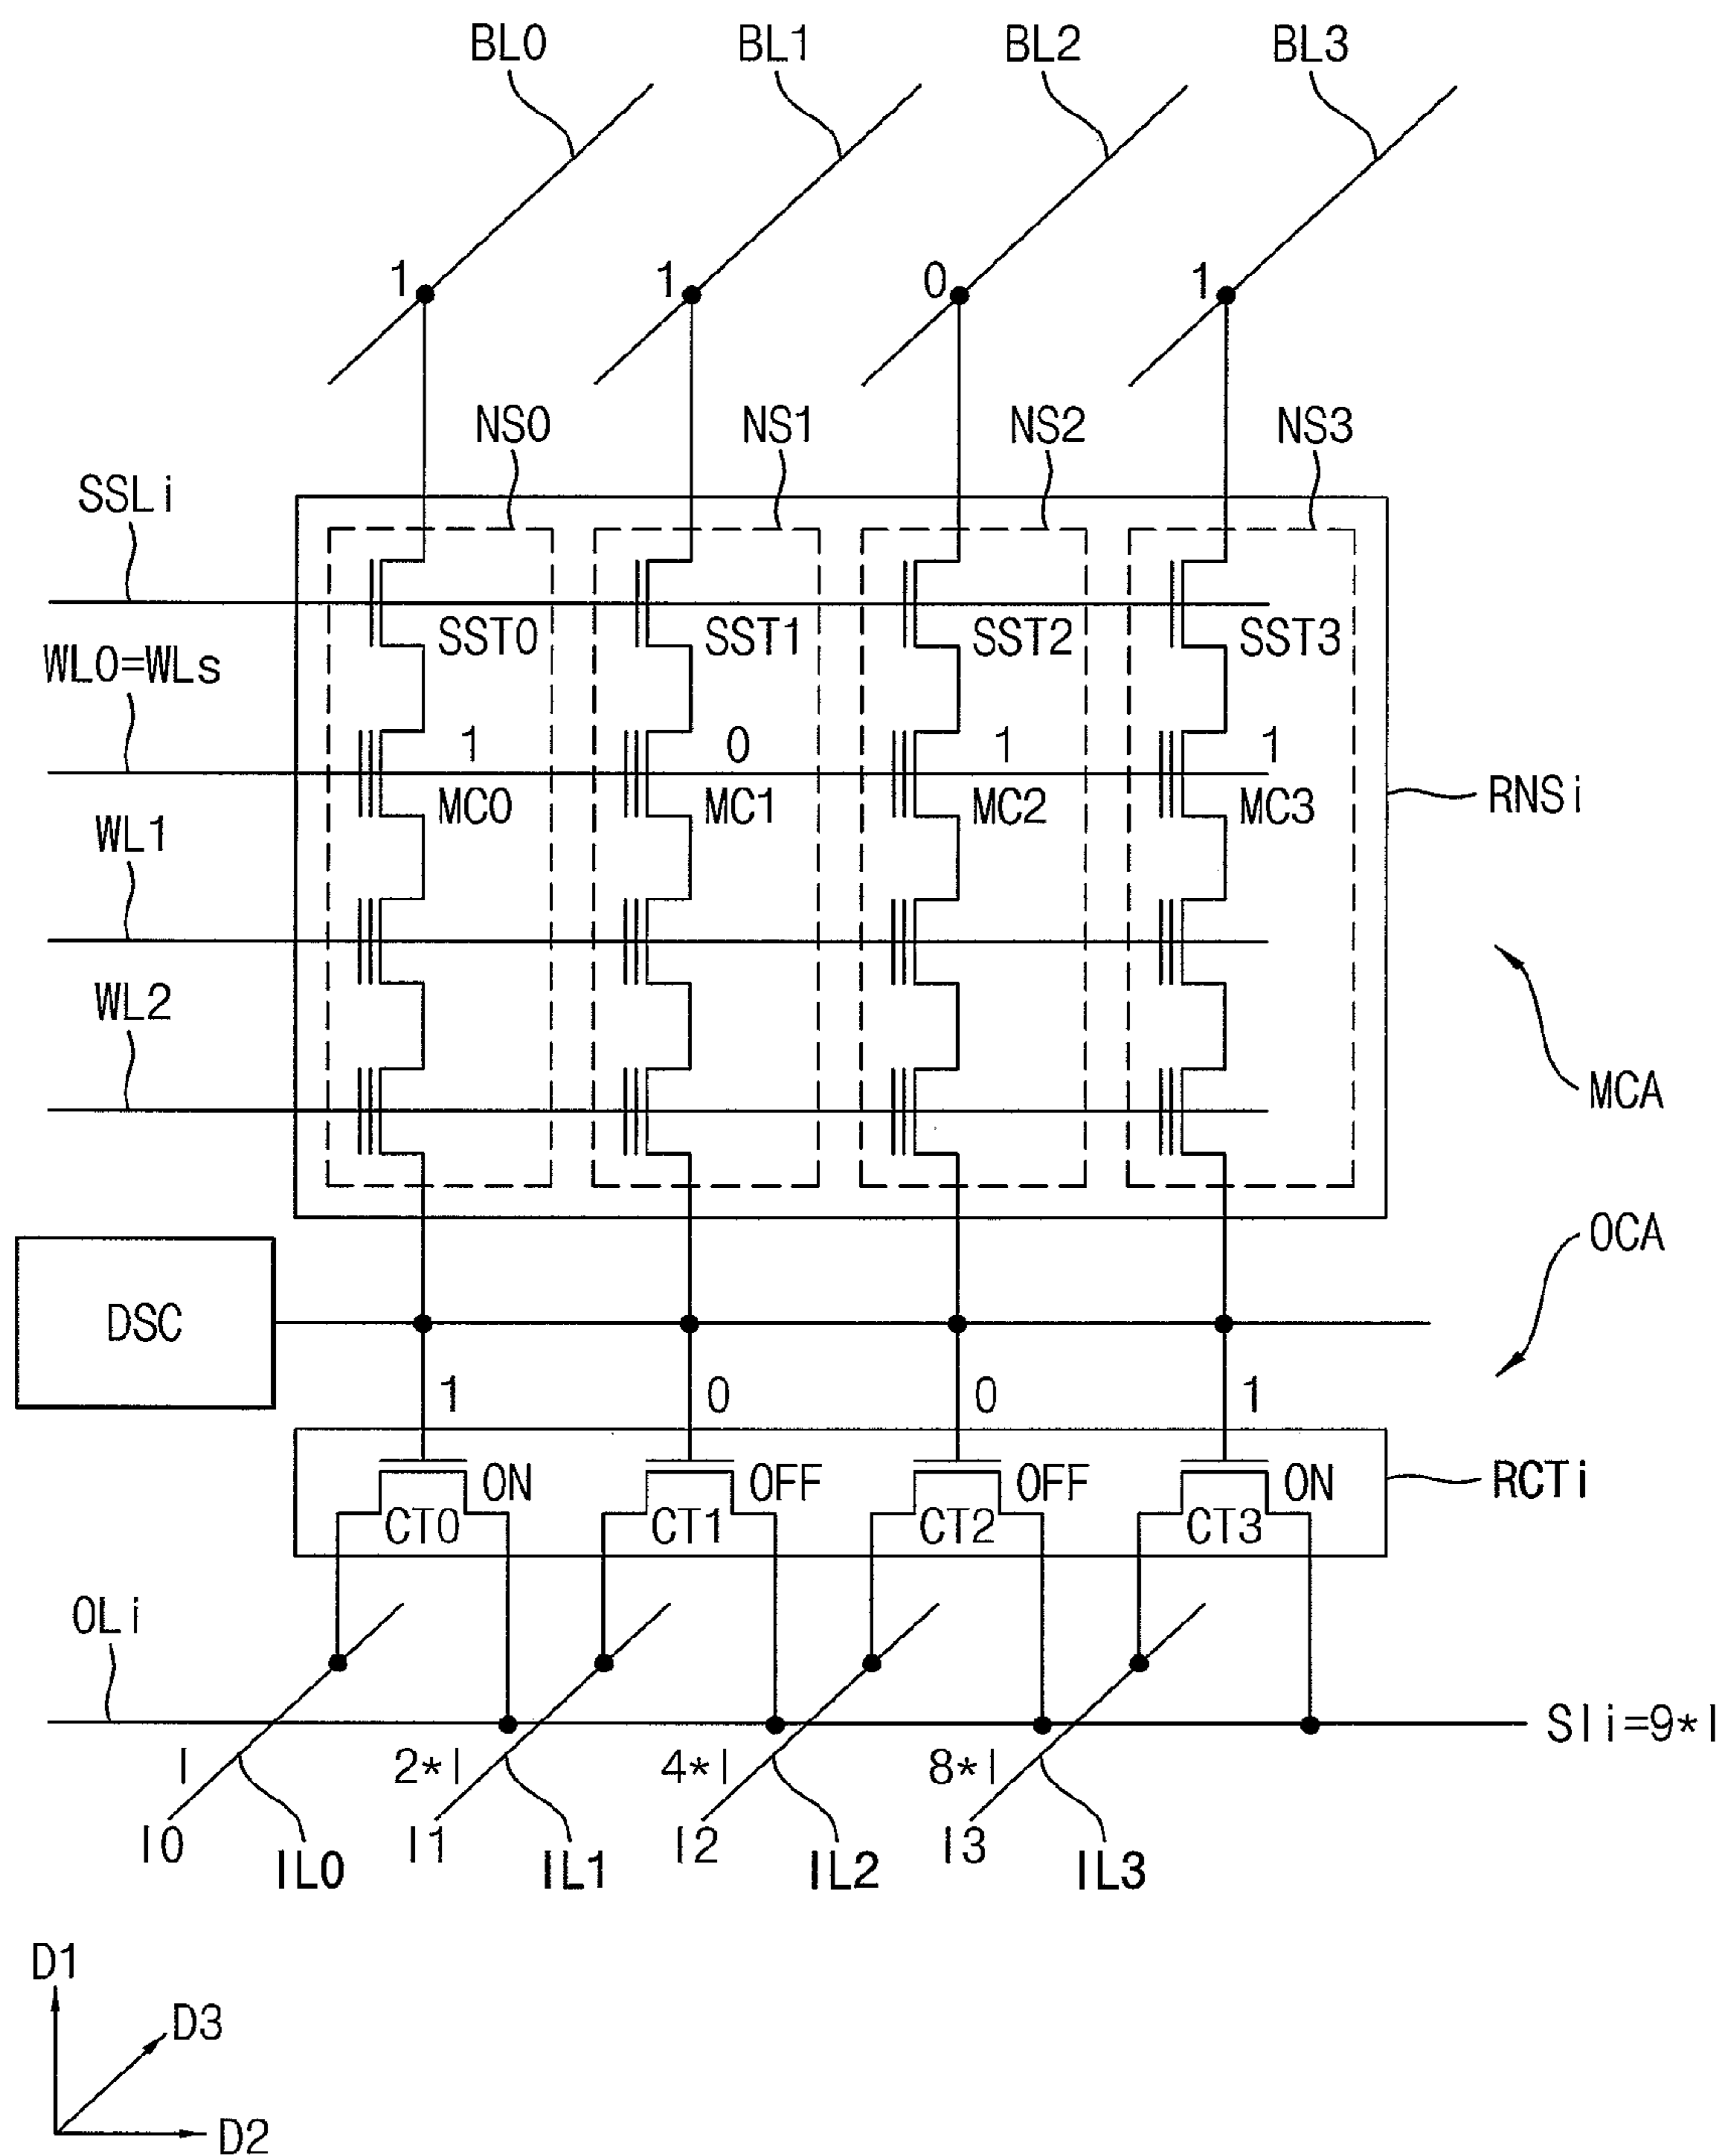 BL0 BL1 BL2 BL3
1 1 0 1
NS0 NS1 NS2 NS3
SSLi
SST0 SST1 SST2 SST3
WL0=WLs
1 0 1 1
MC0 MC1 MC2 MC3
RNSi
WL1
WL2
MCA
OCA
DSC
1 0 0 1
ON OFF OFF ON
CT0 CT1 CT2 CT3
RCTi
OLi
SIi=9*I
I 2*I 4*I 8*I
I0 I1 I2 I3
IL0 IL1 IL2 IL3
D1
D3
D2